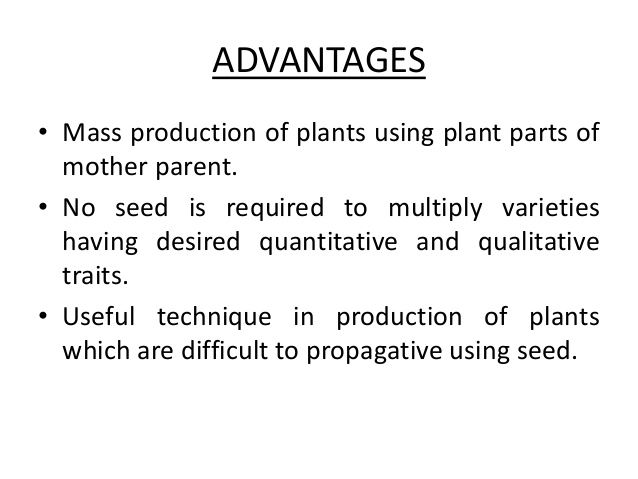 ADVANTAGES
• Mass production of plants using plant parts of
mother parent.
• No seed is required to multiply varieties
having desired quantitative and qualitative
traits.
• Useful technique in production of plants
which are difficult to propagative using seed.